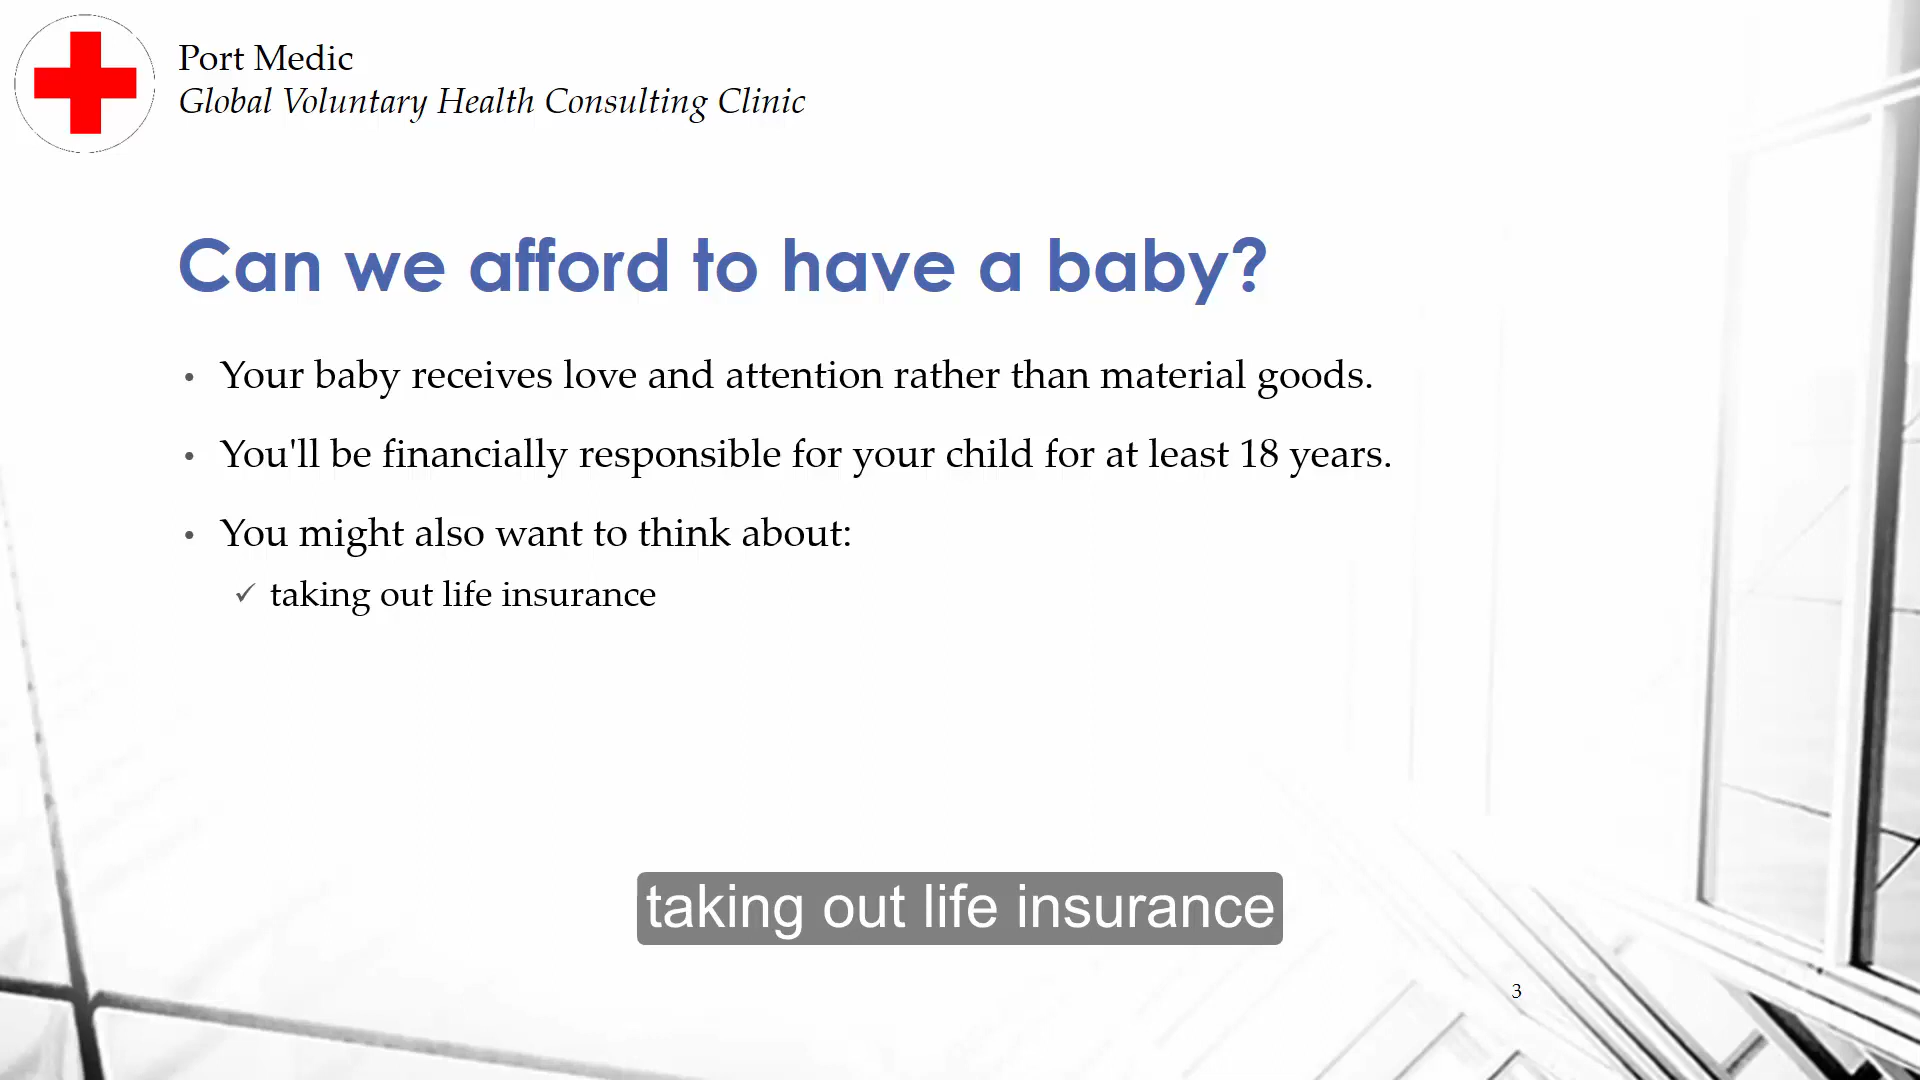 Port Medic
Global Voluntary Health Consulting Clinic
Can we afford to have a baby?
• Your baby receives love and attention rather than material goods.
• You'll be financially responsible for your child for at least 18 years.
• You might also want to think about:
✓ taking out life insurance
taking out life insurance
3